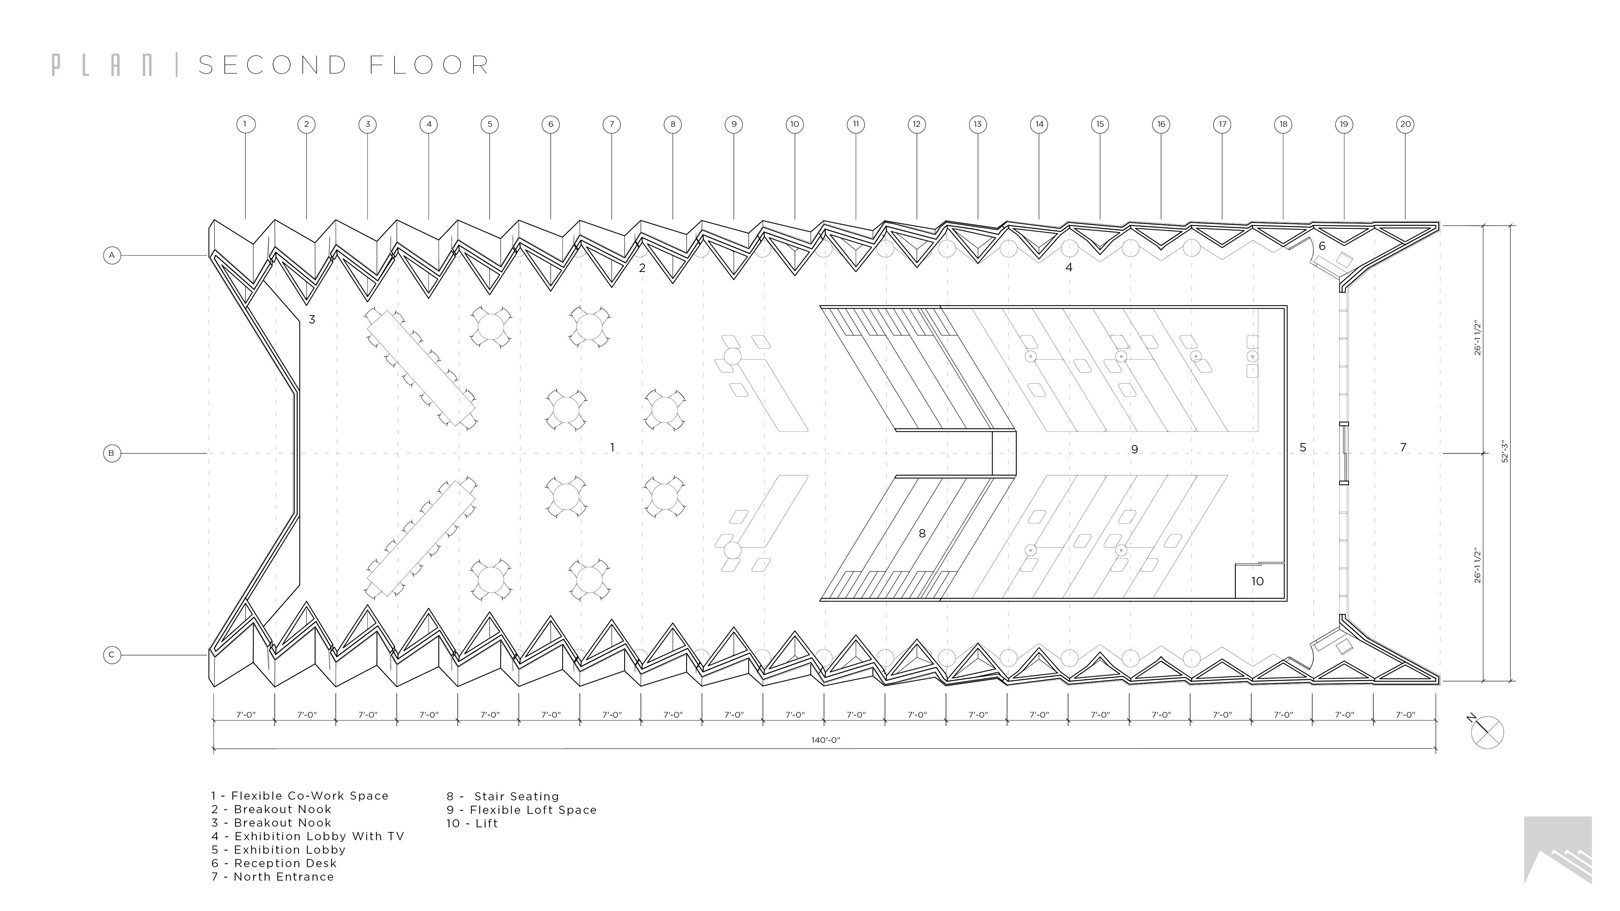 PLAN | SECOND FLOOR
1 2 3 4 5 6 7 8 9 10 11 12 13 14 15 16 17 18 19 20
A
6
2
4
3
26'-1 1/2"
B
1
9
5
7
52'-3"
8
26'-1 1/2"
10
C
7'-0" 7'-0" 7'-0" 7'-0" 7'-0" 7'-0" 7'-0" 7'-0" 7'-0" 7'-0" 7'-0" 7'-0" 7'-0" 7'-0" 7'-0" 7'-0" 7'-0" 7'-0" 7'-0" 7'-0"
N
140'-0"
1 - Flexible Co-Work Space
2 - Breakout Nook
3 - Breakout Nook
4 - Exhibition Lobby With TV
5 - Exhibition Lobby
6 - Reception Desk
7 - North Entrance
8 - Stair Seating
9 - Flexible Loft Space
10 - Lift